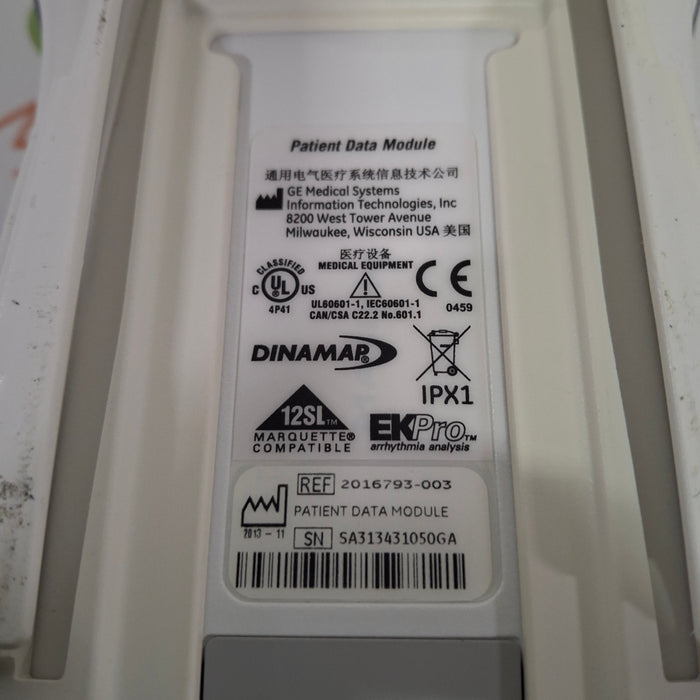 Patient Data Module
通用电气医疗系统信息技术公司
GE Medical Systems
Information Technologies, Inc
8200 West Tower Avenue
Milwaukee, Wisconsin USA 美国
医疗设备
MEDICAL EQUIPMENT
CLASSIFIED
C UL US
4P41
UL60601-1, IEC60601-1
CAN/CSA C22.2 No.601.1
CE
0459
DINAMAP®
IPX1
12SL™
MARQUETTE®
COMPATIBLE
EK-Pro™
arrhythmia analysis
REF 2016793-003
PATIENT DATA MODULE
2013-11
SN SA313431050GA